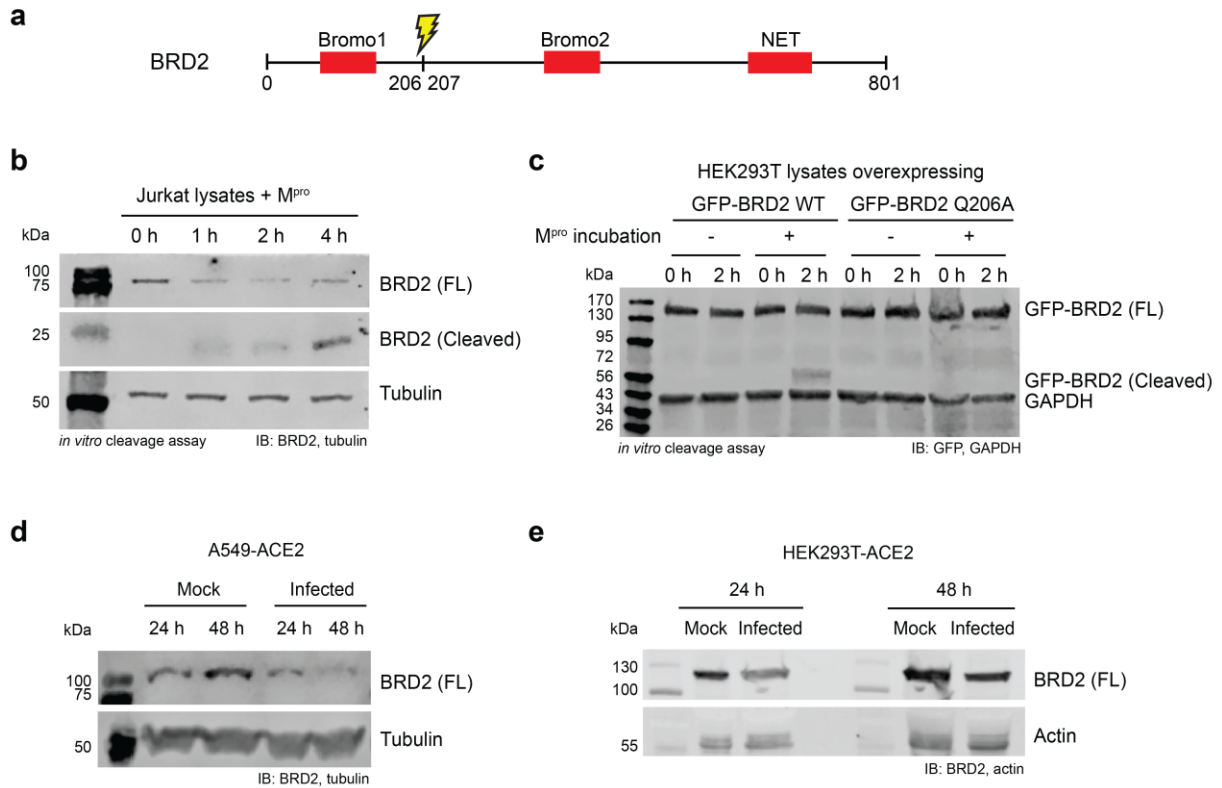 a
Bromo1
Bromo2
NET
BRD2
0
206
207
801
b
Jurkat lysates + Mᵖʳᵒ
kDa
0 h 1 h 2 h 4 h
100
75
BRD2 (FL)
25
BRD2 (Cleaved)
50
Tubulin
in vitro cleavage assay
IB: BRD2, tubulin
c
HEK293T lysates overexpressing
GFP-BRD2 WT
GFP-BRD2 Q206A
Mᵖʳᵒ incubation - + - +
kDa
0 h 2 h 0 h 2 h 0 h 2 h 0 h 2 h
170
130
95
72
56
43
34
26
GFP-BRD2 (FL)
GFP-BRD2 (Cleaved)
GAPDH
in vitro cleavage assay
IB: GFP, GAPDH
d
A549-ACE2
Mock Infected
kDa
24 h 48 h 24 h 48 h
100
75
BRD2 (FL)
50
Tubulin
IB: BRD2, tubulin
e
HEK293T-ACE2
24 h 48 h
kDa
Mock Infected Mock Infected
130
100
BRD2 (FL)
55
Actin
IB: BRD2, actin